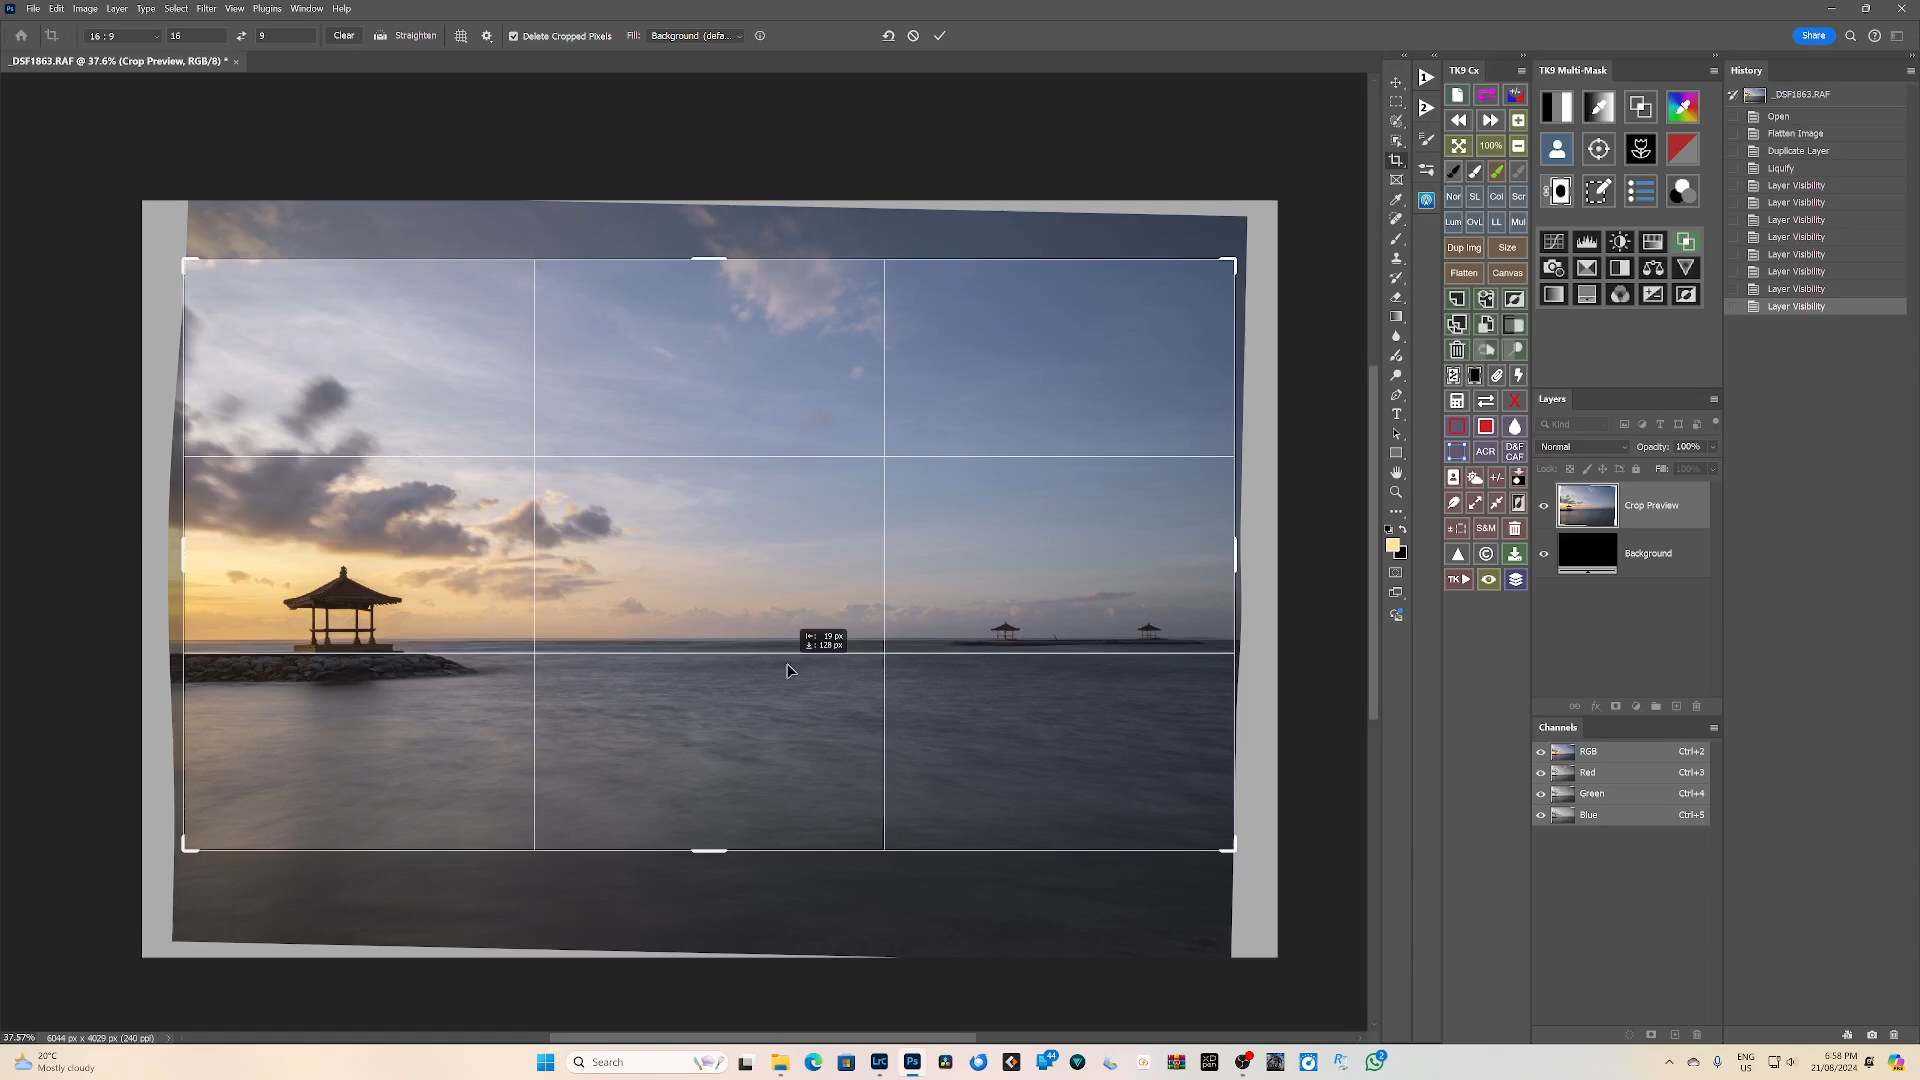 File Edit Image Layer Type Select Filter View Plugins Window Help
16 : 9 16 9 Clear Straighten Delete Cropped Pixels Fill: Background (defa... Share
_DSF1863.RAF @ 37.6% (Crop Preview, RGB/8) *
TK9 Cx
100%
Nor SL Col Scr
Lum OvL LL Mul
Dup Img Size
Flatten Canvas
ACR D&F CAF
+/-
S&M
TK
1
2
TK9 Multi-Mask
History
_DSF1863.RAF
Open
Flatten Image
Duplicate Layer
Liquify
Layer Visibility
Layer Visibility
Layer Visibility
Layer Visibility
Layer Visibility
Layer Visibility
Layer Visibility
Layer Visibility
Layers
Kind
Normal Opacity: 100%
Lock: Fill: 100%
Crop Preview
Background
Channels
RGB Ctrl+2
Red Ctrl+3
Green Ctrl+4
Blue Ctrl+5
19 px
128 px
37.57% 6044 px x 4029 px (240 ppi)
20°C
Mostly cloudy
Search
44
2
ENG
US
6:58 PM
21/08/2024